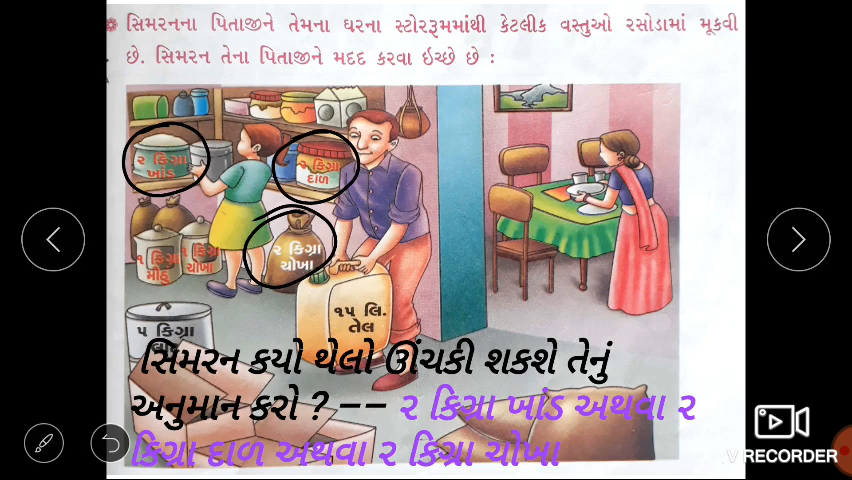 સિમરનના પિતાજીને તેમના ઘરના સ્ટોરરૂમમાંથી કેટલીક વસ્તુઓ રસોડામાં મૂકવી
છે. સિમરન તેના પિતાજીને મદદ કરવા ઇચ્છે છે :
૨ કિગ્રા
ખાંડ
૨ કિગ્રા
દાળ
૨ કિગ્રા
ચોખા
૧ કિગ્રા
મીઠું
૧ કિગ્રા
ચોખા
૧૫ લિ.
તેલ
૫ કિગ્રા
સિમરન કયો થેલો ઊંચકી શકશે તેનું
અનુમાન કરો ? -- ૨ કિગ્રા ખાંડ અથવા ૨
કિગ્રા દાળ અથવા ૨ કિગ્રા ચોખા
V RECORDER